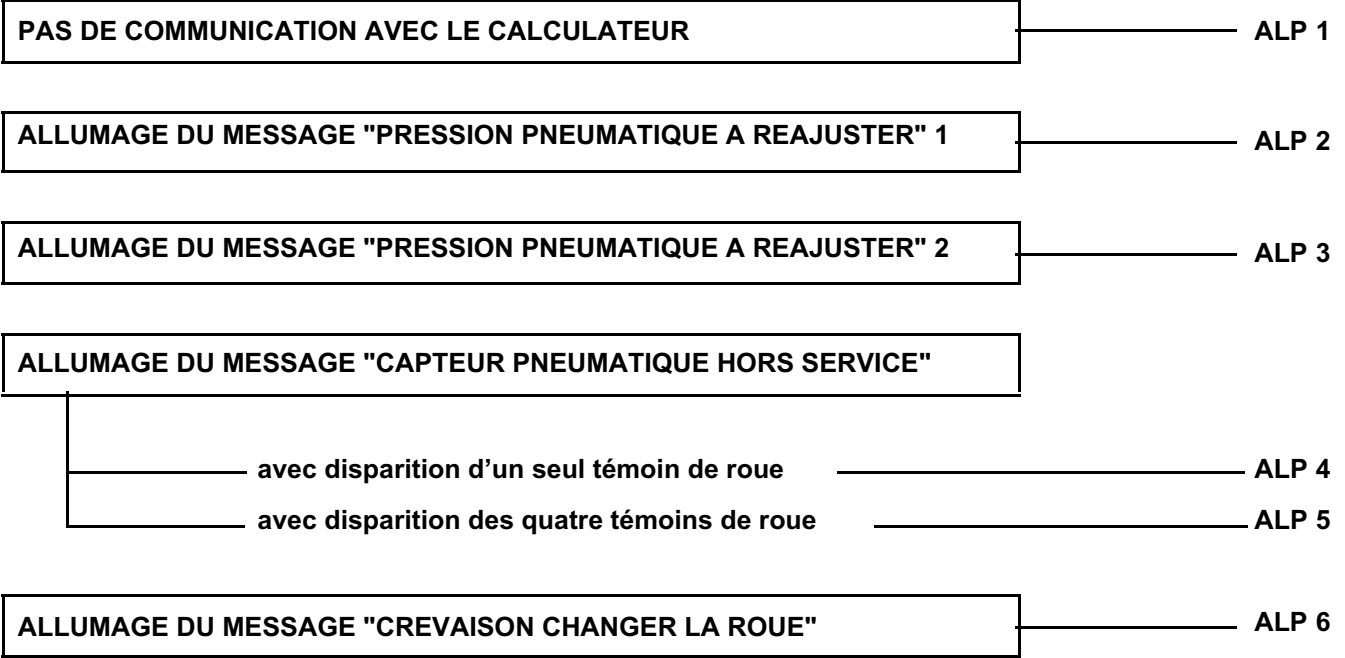 PAS DE COMMUNICATION AVEC LE CALCULATEUR ALP 1
ALLUMAGE DU MESSAGE "PRESSION PNEUMATIQUE A REAJUSTER" 1 ALP 2
ALLUMAGE DU MESSAGE "PRESSION PNEUMATIQUE A REAJUSTER" 2 ALP 3
ALLUMAGE DU MESSAGE "CAPTEUR PNEUMATIQUE HORS SERVICE"
avec disparition d’un seul témoin de roue ALP 4
avec disparition des quatre témoins de roue ALP 5
ALLUMAGE DU MESSAGE "CREVAISON CHANGER LA ROUE" ALP 6